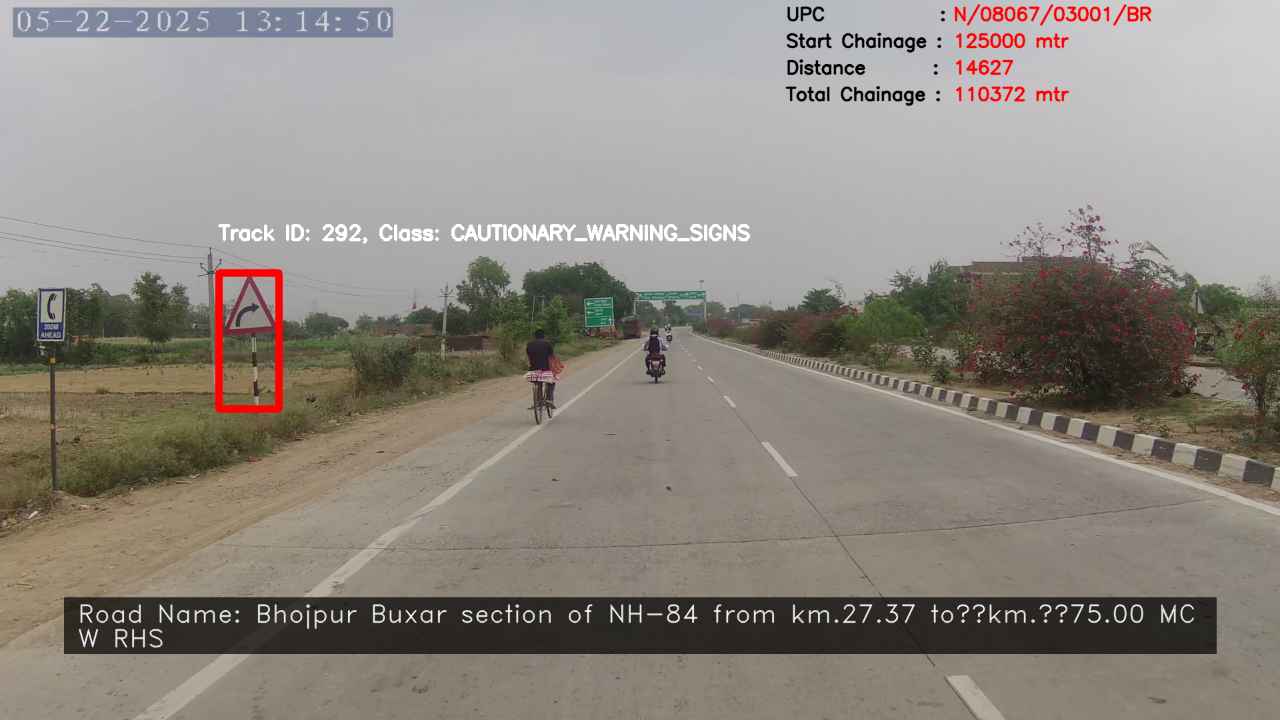 05-22-2025 13:14:50
UPC : N/08067/03001/BR
Start Chainage : 125000 mtr
Distance : 14627
Total Chainage : 110372 mtr
Track ID: 292, Class: CAUTIONARY_WARNING_SIGNS
AHEAD
Road Name: Bhojpur Buxar section of NH-84 from km.27.37 to??km.??75.00 MC
W RHS